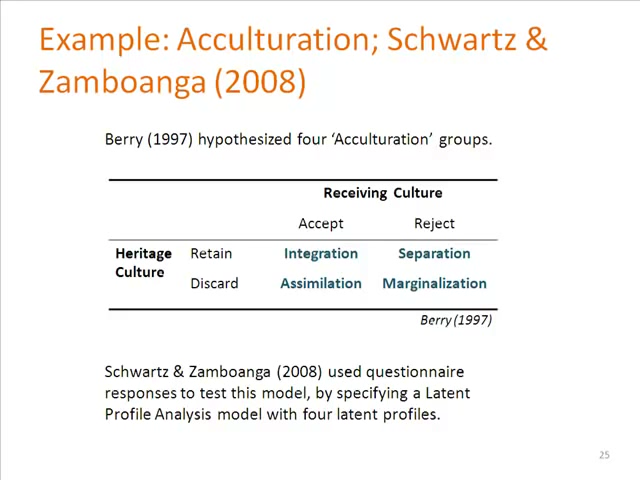 Example: Acculturation; Schwartz &
Zamboanga (2008)
Berry (1997) hypothesized four ‘Acculturation’ groups.
Receiving Culture
Accept Reject
Heritage Retain Integration Separation
Culture
Discard Assimilation Marginalization
Berry (1997)
Schwartz & Zamboanga (2008) used questionnaire
responses to test this model, by specifying a Latent
Profile Analysis model with four latent profiles.
25